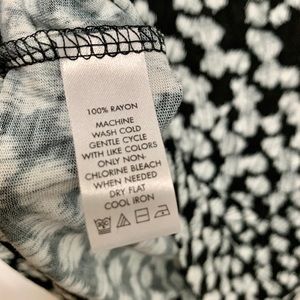 100% RAYON
MACHINE
WASH COLD
GENTLE CYCLE
WITH LIKE COLORS
ONLY NON-
CHLORINE BLEACH
WHEN NEEDED
DRY FLAT
COOL IRON